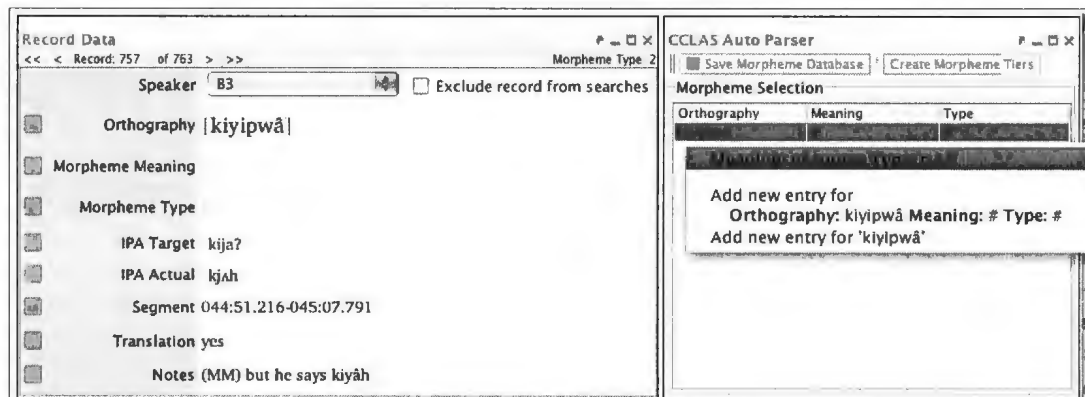 Record Data
<< < Record: 757 of 763 > >> Morpheme Type 2
Speaker B3 Exclude record from searches
Orthography [kiyipwâ]
Morpheme Meaning
Morpheme Type
IPA Target kija?
IPA Actual kjʌh
Segment 044:51.216-045:07.791
Translation yes
Notes (MM) but he says kiyâh
CCLAS Auto Parser
Save Morpheme Database Create Morpheme Tiers
Morpheme Selection
Orthography Meaning Type
Add new entry for
Orthography: kiyipwâ Meaning: # Type: #
Add new entry for 'kiyipwâ'